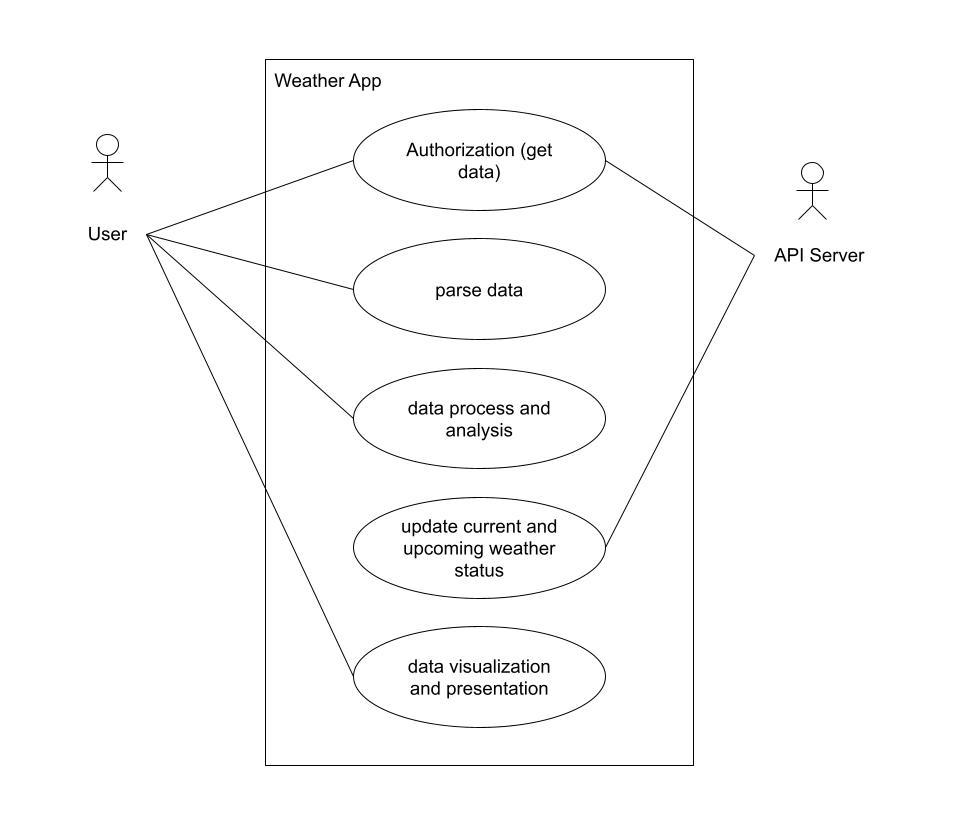 Weather App
Authorization (get
data)
User
API Server
parse data
data process and
analysis
update current and
upcoming weather
status
data visualization
and presentation